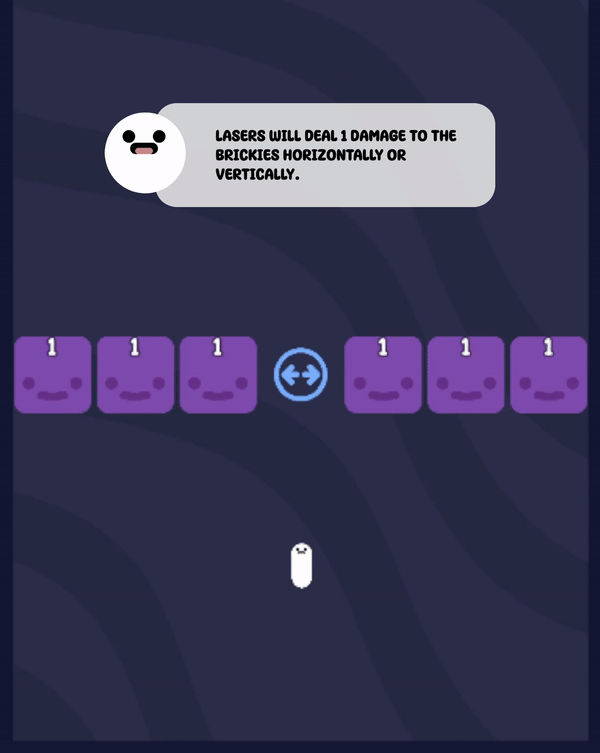 LASERS WILL DEAL 1 DAMAGE TO THE
BRICKIES HORIZONTALLY OR
VERTICALLY.
1 1 1 1 1 1